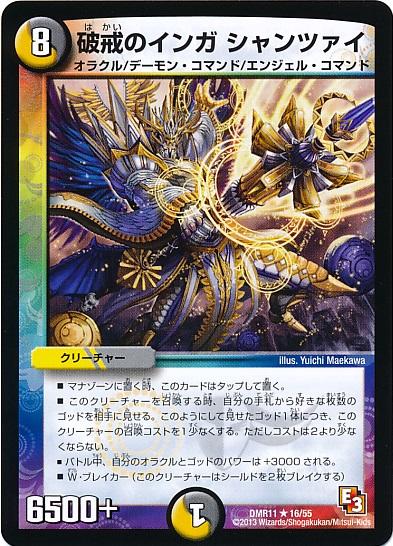 8
はかい
破戒のインガ シャンツァイ
オラクル/デーモン・コマンド/エンジェル・コマンド
illus. Yuichi Maekawa
クリーチャー
■ マナゾーンに置く時、このカードはタップして置く。
■ このクリーチャーを召喚する時、自分の手札から好きな枚数の
ゴッドを相手に見せる。このようにして見せたゴッド1体につき、この
クリーチャーの召喚コストを1少なくする。ただしコストは2より少な
くならない。
■ バトル中、自分のオラクルとゴッドのパワーは +3000 される。
■ W・ブレイカー (このクリーチャーはシールドを2枚ブレイクする)
6500+
1
E3
DMR11 ★ 16/55
©2013 Wizards/Shogakukan/Mitsui-Kids